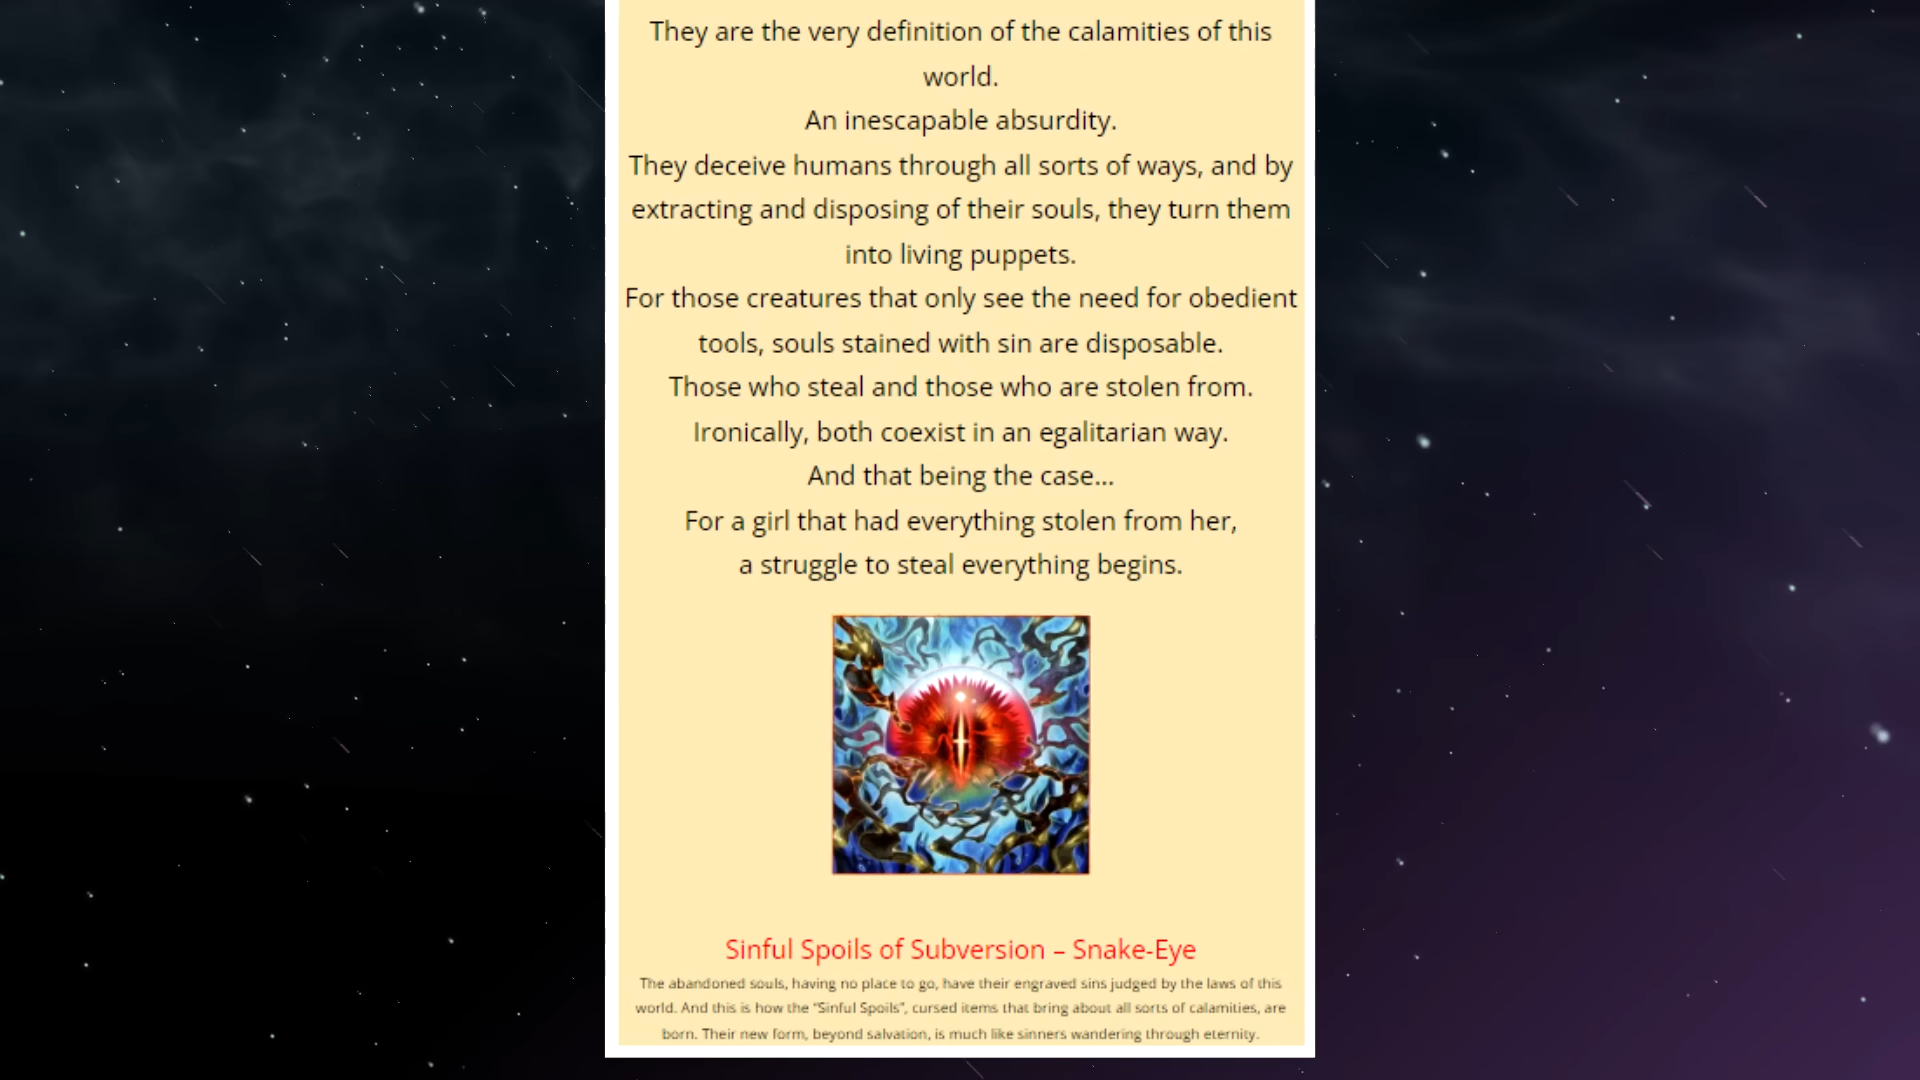 They are the very definition of the calamities of this
world.
An inescapable absurdity.
They deceive humans through all sorts of ways, and by
extracting and disposing of their souls, they turn them
into living puppets.
For those creatures that only see the need for obedient
tools, souls stained with sin are disposable.
Those who steal and those who are stolen from.
Ironically, both coexist in an egalitarian way.
And that being the case...
For a girl that had everything stolen from her,
a struggle to steal everything begins.
Sinful Spoils of Subversion – Snake-Eye
The abandoned souls, having no place to go, have their engraved sins judged by the laws of this
world. And this is how the “Sinful Spoils”, cursed items that bring about all sorts of calamities, are
born. Their new form, beyond salvation, is much like sinners wandering through eternity.